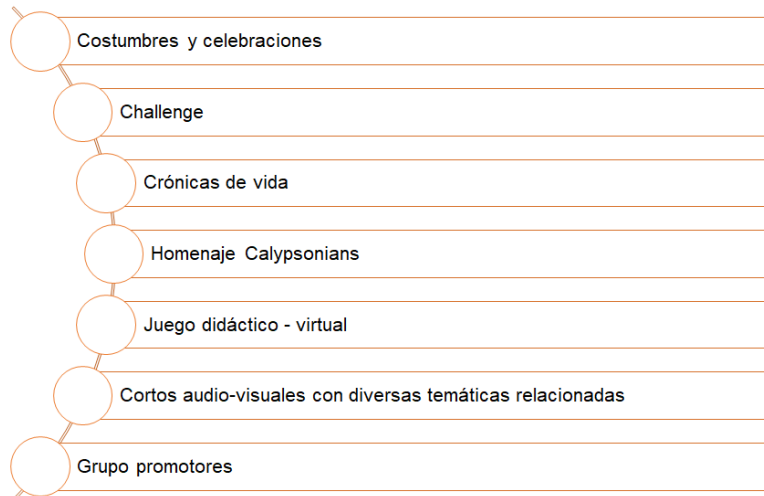 Costumbres y celebraciones
Challenge
Crónicas de vida
Homenaje Calypsonians
Juego didáctico - virtual
Cortos audio-visuales con diversas temáticas relacionadas
Grupo promotores